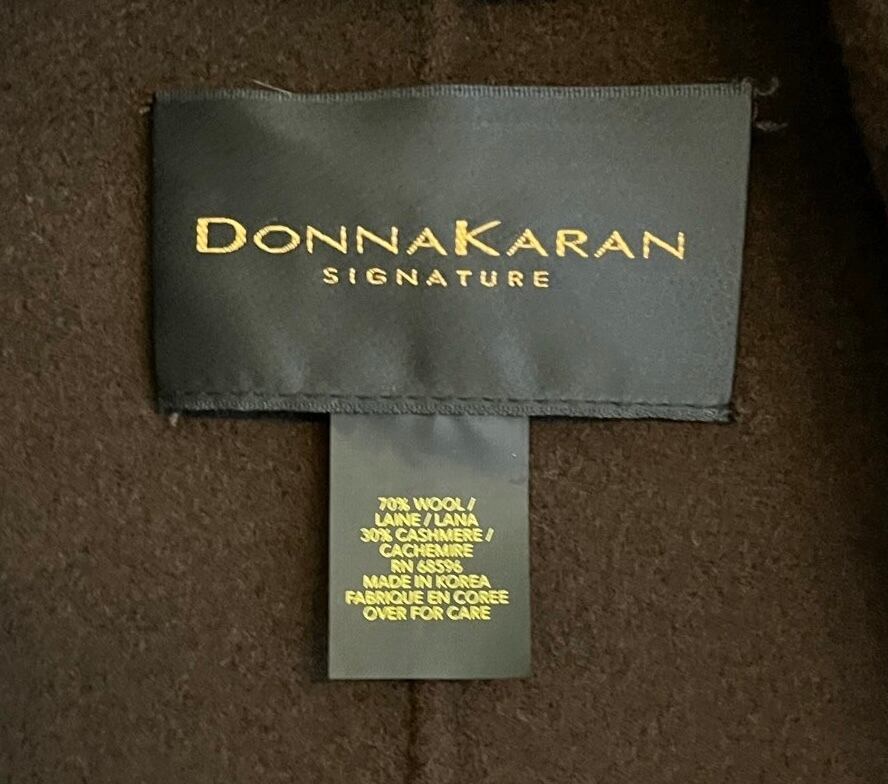 DONNAKARAN
SIGNATURE
70% WOOL /
LAINE / LANA
30% CASHMERE /
CACHEMIRE
RN 68596
MADE IN KOREA
FABRIQUE EN COREE
OVER FOR CARE